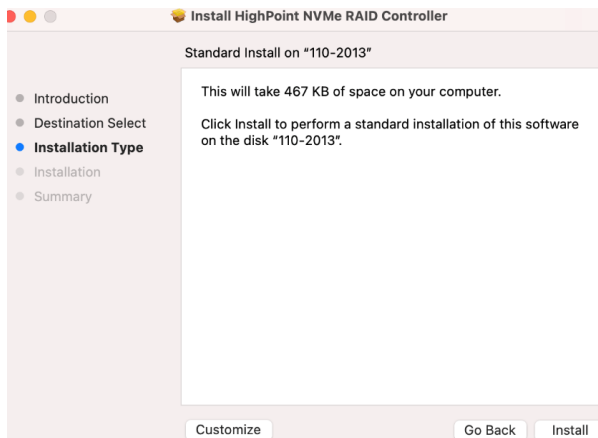 Install HighPoint NVMe RAID Controller
Standard Install on “110-2013”
Introduction
Destination Select
Installation Type
Installation
Summary
This will take 467 KB of space on your computer.
Click Install to perform a standard installation of this software
on the disk “110-2013”.
Customize
Go Back
Install